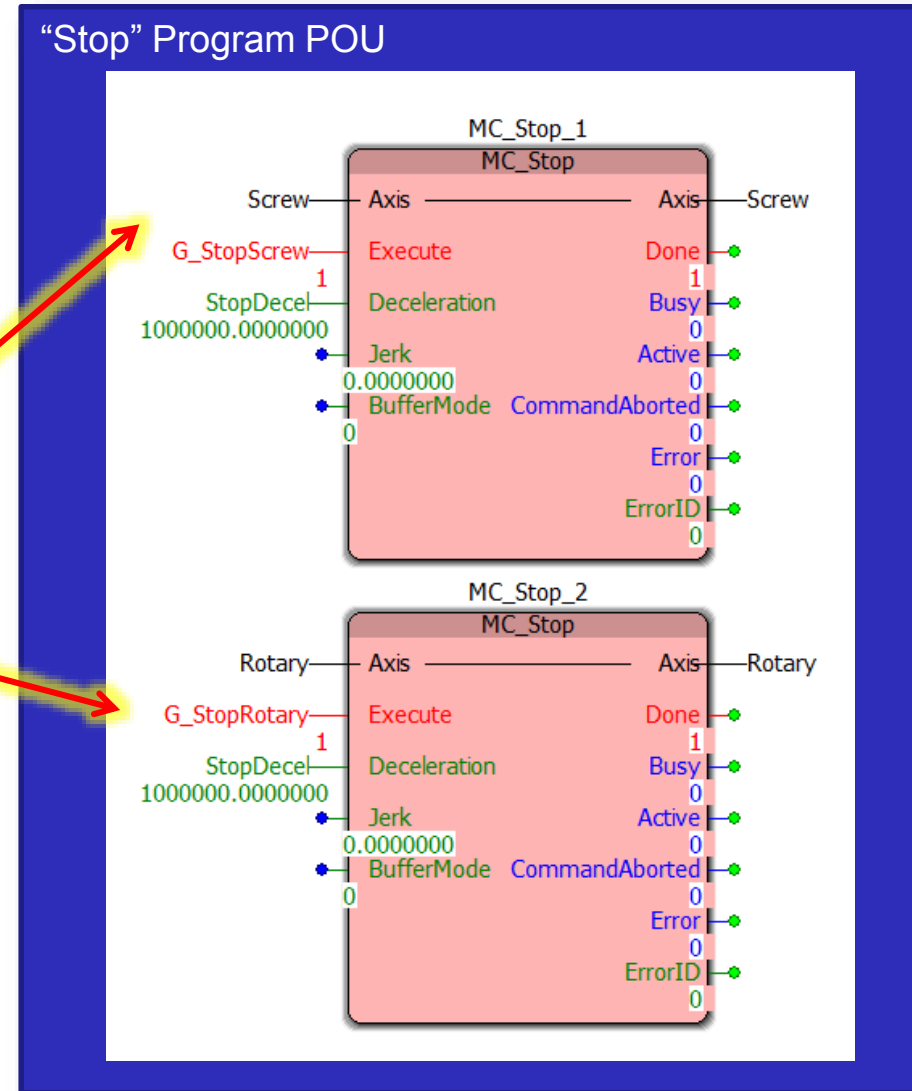 “Stop” Program POU
MC_Stop_1
MC_Stop
Screw Axis Axis Screw
G_StopScrew Execute Done
1 1
StopDecel Deceleration Busy
1000000.0000000 0
Jerk Active
0.0000000 0
BufferMode CommandAborted
0 0
Error
0
ErrorID
0
MC_Stop_2
MC_Stop
Rotary Axis Axis Rotary
G_StopRotary Execute Done
1 1
StopDecel Deceleration Busy
1000000.0000000 0
Jerk Active
0.0000000 0
BufferMode CommandAborted
0 0
Error
0
ErrorID
0